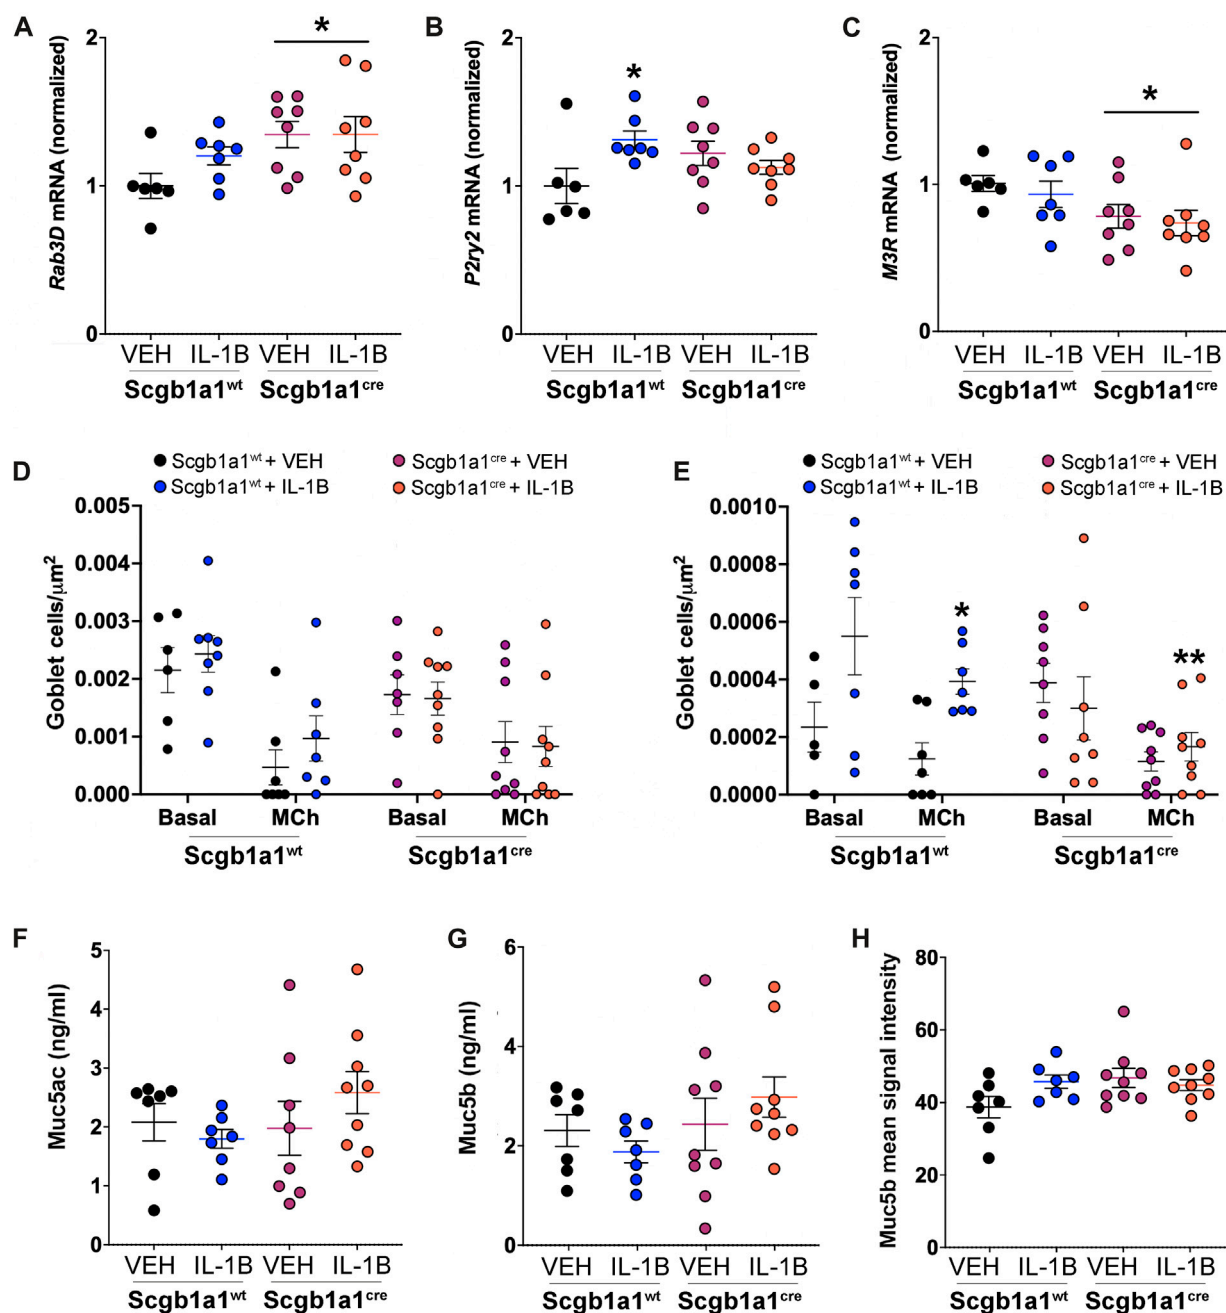 A
Rab3D mRNA (normalized)
2
1
0
*
VEH IL-1B VEH IL-1B
Scgb1a1wt Scgb1a1cre
B
P2ry2 mRNA (normalized)
2
1
0
*
VEH IL-1B VEH IL-1B
Scgb1a1wt Scgb1a1cre
C
M3R mRNA (normalized)
2
1
0
*
VEH IL-1B VEH IL-1B
Scgb1a1wt Scgb1a1cre
D
Scgb1a1wt + VEH Scgb1a1cre + VEH
Scgb1a1wt + IL-1B Scgb1a1cre + IL-1B
Goblet cells/μm2
0.005
0.004
0.003
0.002
0.001
0.000
Basal MCh Basal MCh
Scgb1a1wt Scgb1a1cre
E
Scgb1a1wt + VEH Scgb1a1cre + VEH
Scgb1a1wt + IL-1B Scgb1a1cre + IL-1B
Goblet cells/μm2
0.0010
0.0008
0.0006
0.0004
0.0002
0.0000
*
**
Basal MCh Basal MCh
Scgb1a1wt Scgb1a1cre
F
Muc5ac (ng/ml)
5
4
3
2
1
0
VEH IL-1B VEH IL-1B
Scgb1a1wt Scgb1a1cre
G
Muc5b (ng/ml)
6
4
2
0
VEH IL-1B VEH IL-1B
Scgb1a1wt Scgb1a1cre
H
Muc5b mean signal intensity
80
60
40
20
0
VEH IL-1B VEH IL-1B
Scgb1a1wt Scgb1a1cre